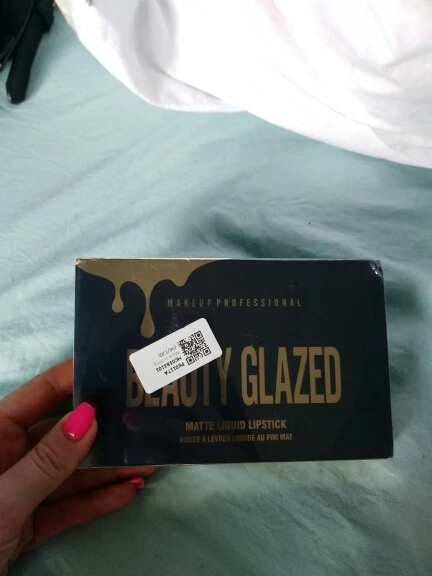 MAKEUP PROFESSIONAL
BEAUTY GLAZED
MATTE LIQUID LIPSTICK
ROUGE À LÈVRES LIQUIDE AU FINI MAT